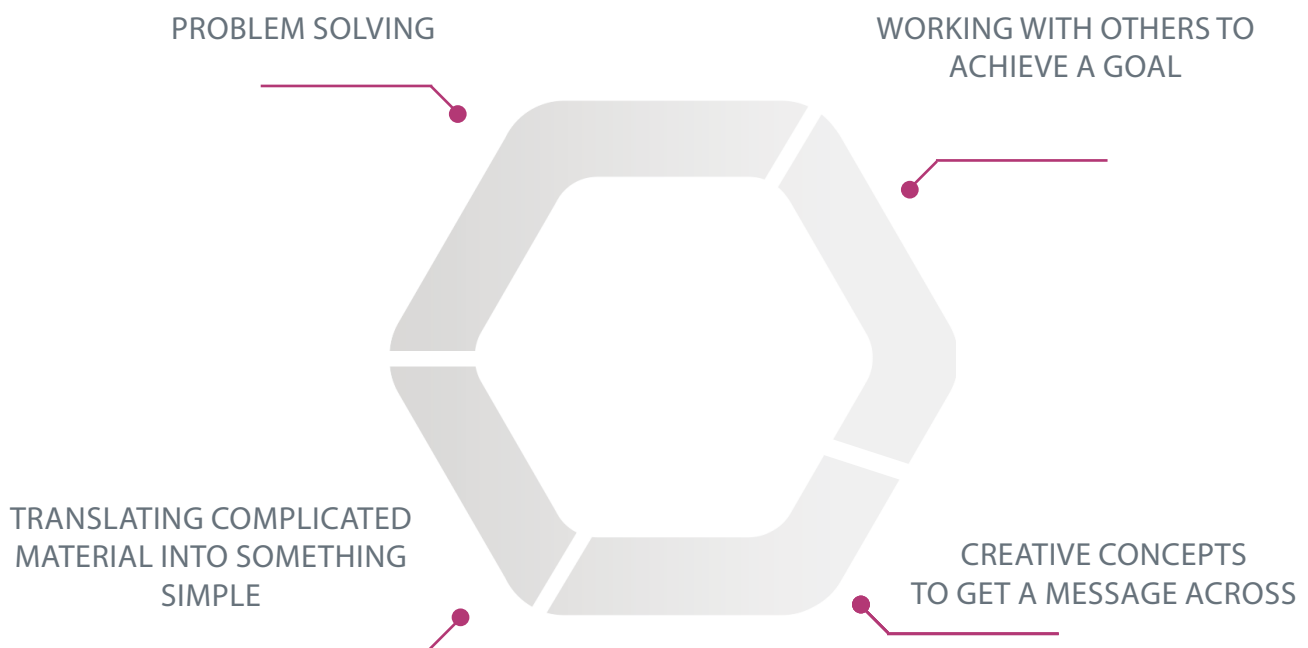 PROBLEM SOLVING
WORKING WITH OTHERS TO
ACHIEVE A GOAL
TRANSLATING COMPLICATED
MATERIAL INTO SOMETHING
SIMPLE
CREATIVE CONCEPTS
TO GET A MESSAGE ACROSS